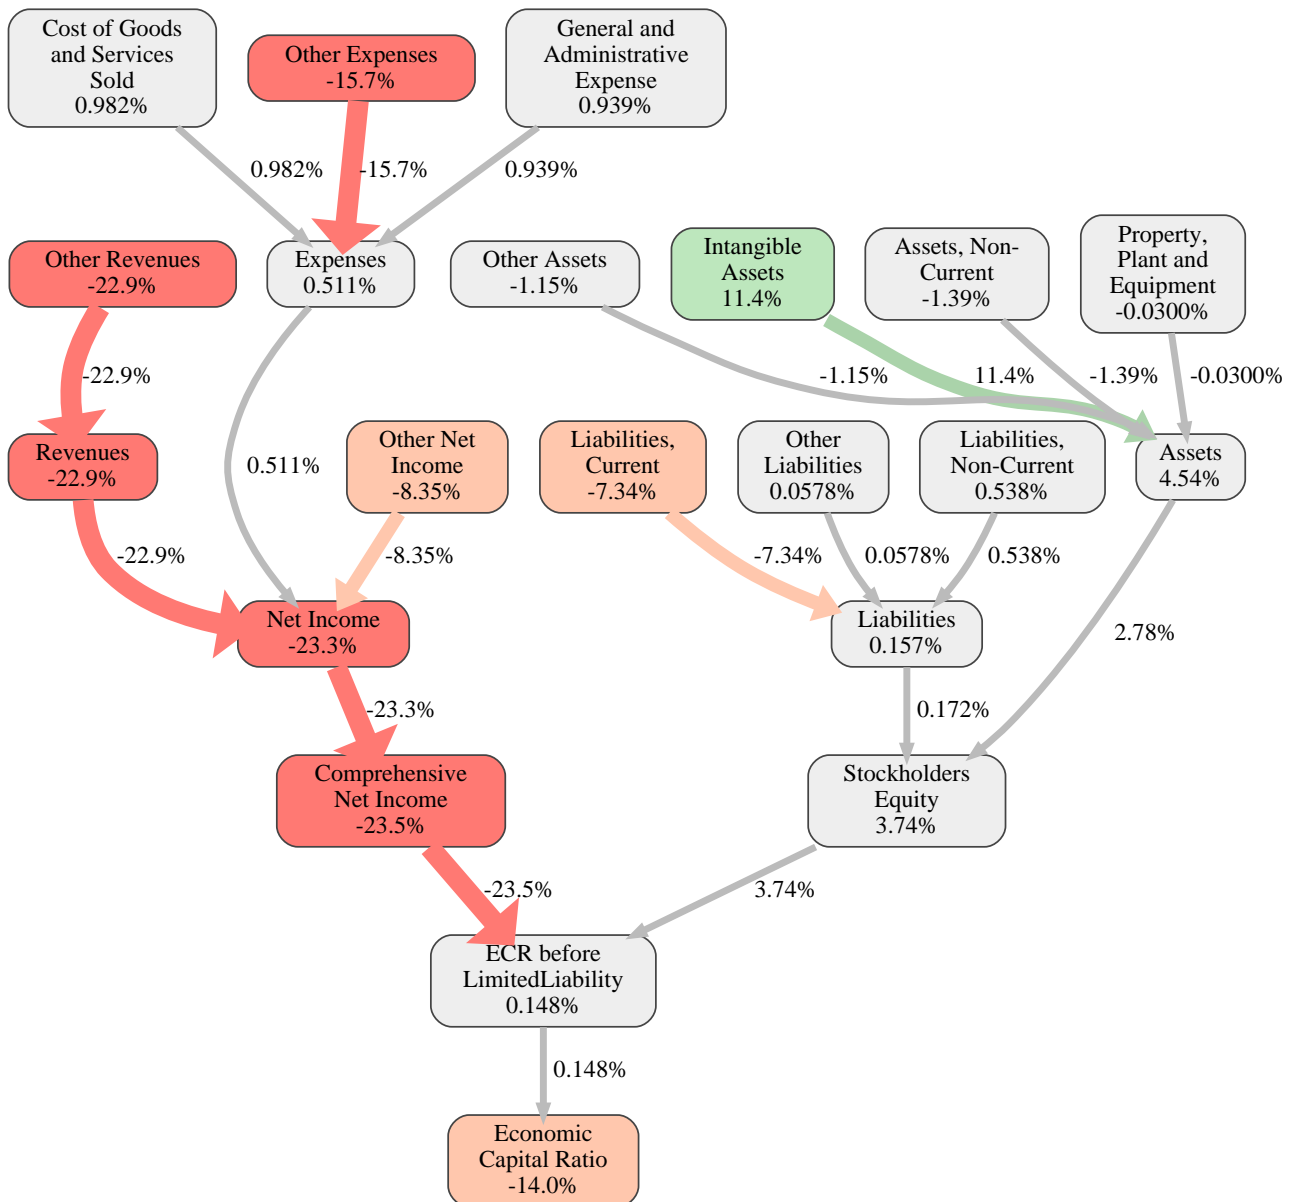 Cost of Goods
and Services
Sold
0.982%
Other Expenses
-15.7%
General and
Administrative
Expense
0.939%
0.982%
-15.7%
0.939%
Other Revenues
-22.9%
Expenses
0.511%
Other Assets
-1.15%
Intangible
Assets
11.4%
Assets, Non-
Current
-1.39%
Property,
Plant and
Equipment
-0.0300%
-22.9%
-1.15%
11.4%
-1.39%
-0.0300%
Revenues
-22.9%
0.511%
Other Net
Income
-8.35%
Liabilities,
Current
-7.34%
Other
Liabilities
0.0578%
Liabilities,
Non-Current
0.538%
Assets
4.54%
-22.9%
-8.35%
-7.34%
0.0578%
0.538%
Net Income
-23.3%
Liabilities
0.157%
2.78%
-23.3%
0.172%
Comprehensive
Net Income
-23.5%
Stockholders
Equity
3.74%
-23.5%
3.74%
ECR before
LimitedLiability
0.148%
0.148%
Economic
Capital Ratio
-14.0%